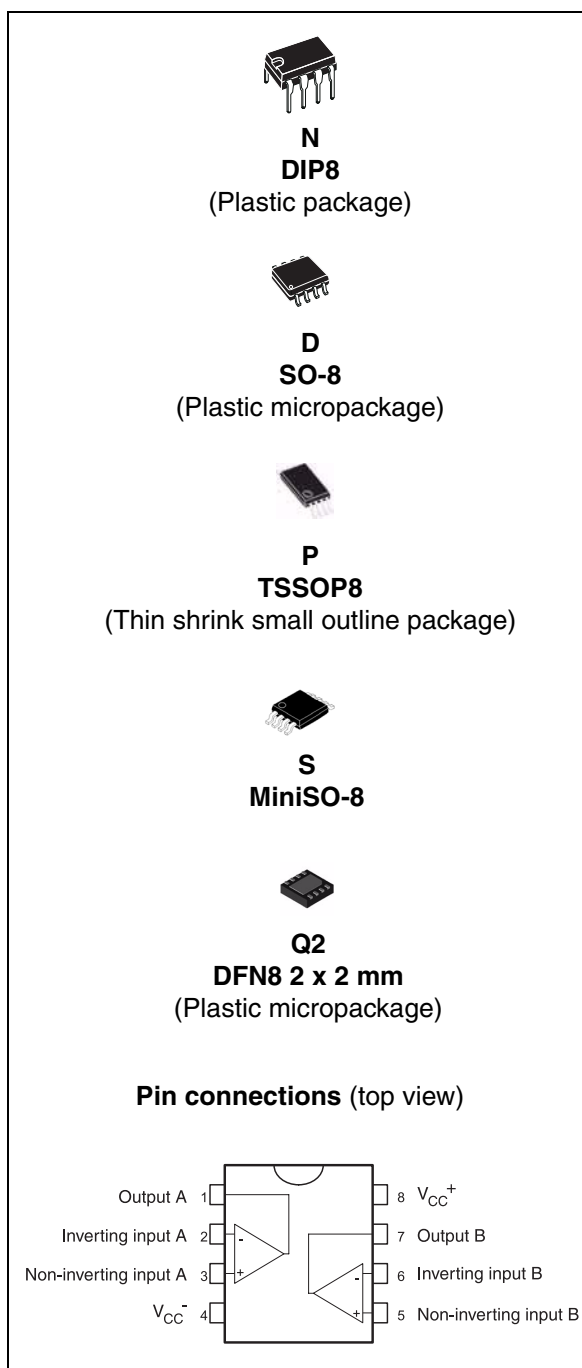 N
DIP8
(Plastic package)
D
SO-8
(Plastic micropackage)
P
TSSOP8
(Thin shrink small outline package)
S
MiniSO-8
Q2
DFN8 2 x 2 mm
(Plastic micropackage)
Pin connections (top view)
Output A 1
8 VCC+
Inverting input A 2 -
7 Output B
Non-inverting input A 3 +
- 6 Inverting input B
VCC- 4
+ 5 Non-inverting input B